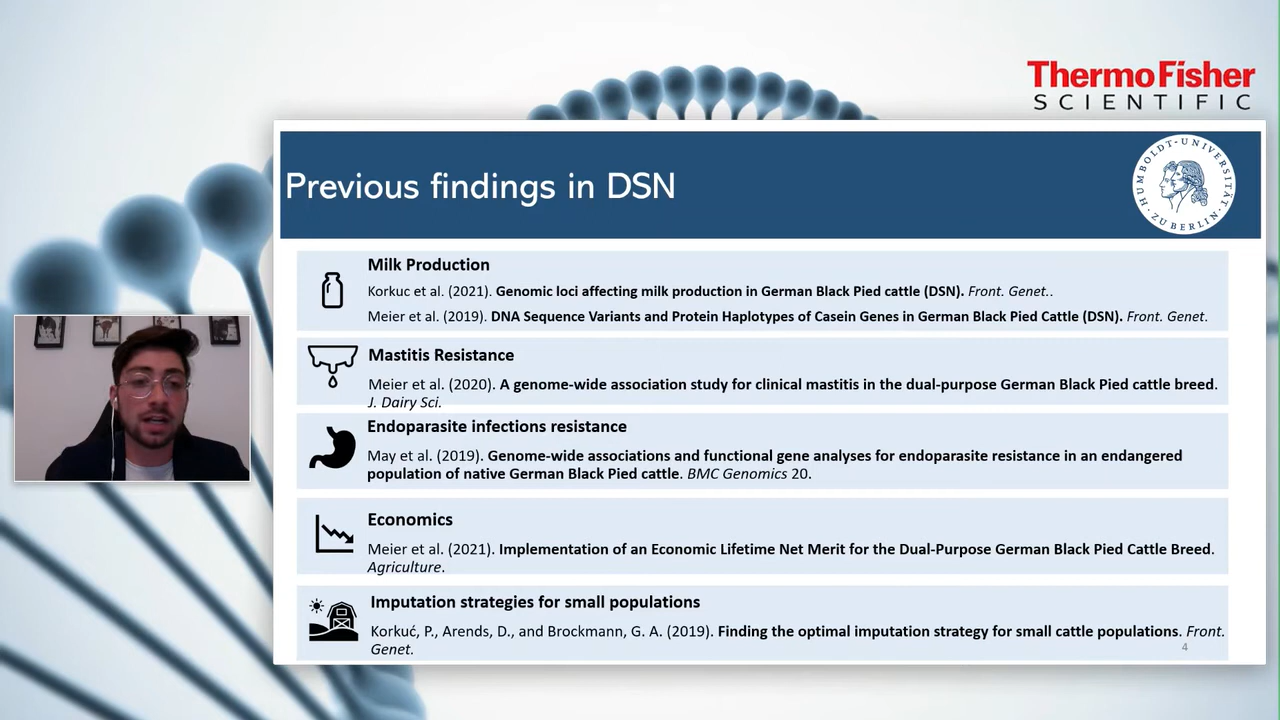 ThermoFisher
SCIENTIFIC
Previous findings in DSN
HUMBOLDT-UNIVERSITÄT
ZU BERLIN
Milk Production
Korkuc et al. (2021). Genomic loci affecting milk production in German Black Pied cattle (DSN). Front. Genet..
Meier et al. (2019). DNA Sequence Variants and Protein Haplotypes of Casein Genes in German Black Pied Cattle (DSN). Front. Genet.
Mastitis Resistance
Meier et al. (2020). A genome-wide association study for clinical mastitis in the dual-purpose German Black Pied cattle breed.
J. Dairy Sci.
Endoparasite infections resistance
May et al. (2019). Genome-wide associations and functional gene analyses for endoparasite resistance in an endangered
population of native German Black Pied cattle. BMC Genomics 20.
Economics
Meier et al. (2021). Implementation of an Economic Lifetime Net Merit for the Dual-Purpose German Black Pied Cattle Breed.
Agriculture.
Imputation strategies for small populations
Korkuć, P., Arends, D., and Brockmann, G. A. (2019). Finding the optimal imputation strategy for small cattle populations. Front.
Genet.
4